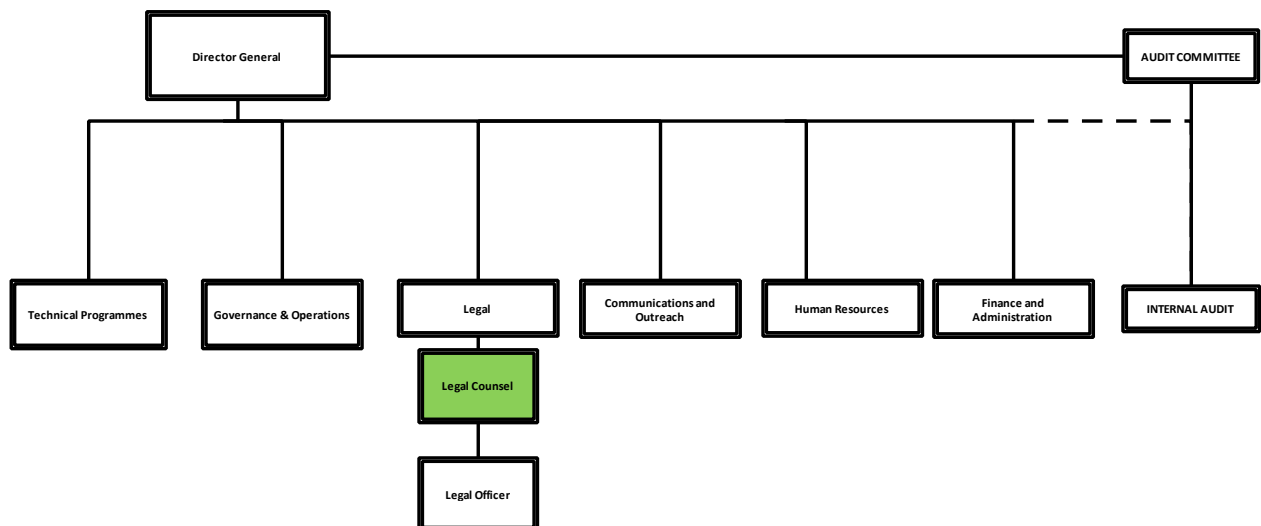 Director General
AUDIT COMMITTEE
Technical Programmes
Governance & Operations
Legal
Communications and
Outreach
Human Resources
Finance and
Administration
INTERNAL AUDIT
Legal Counsel
Legal Officer